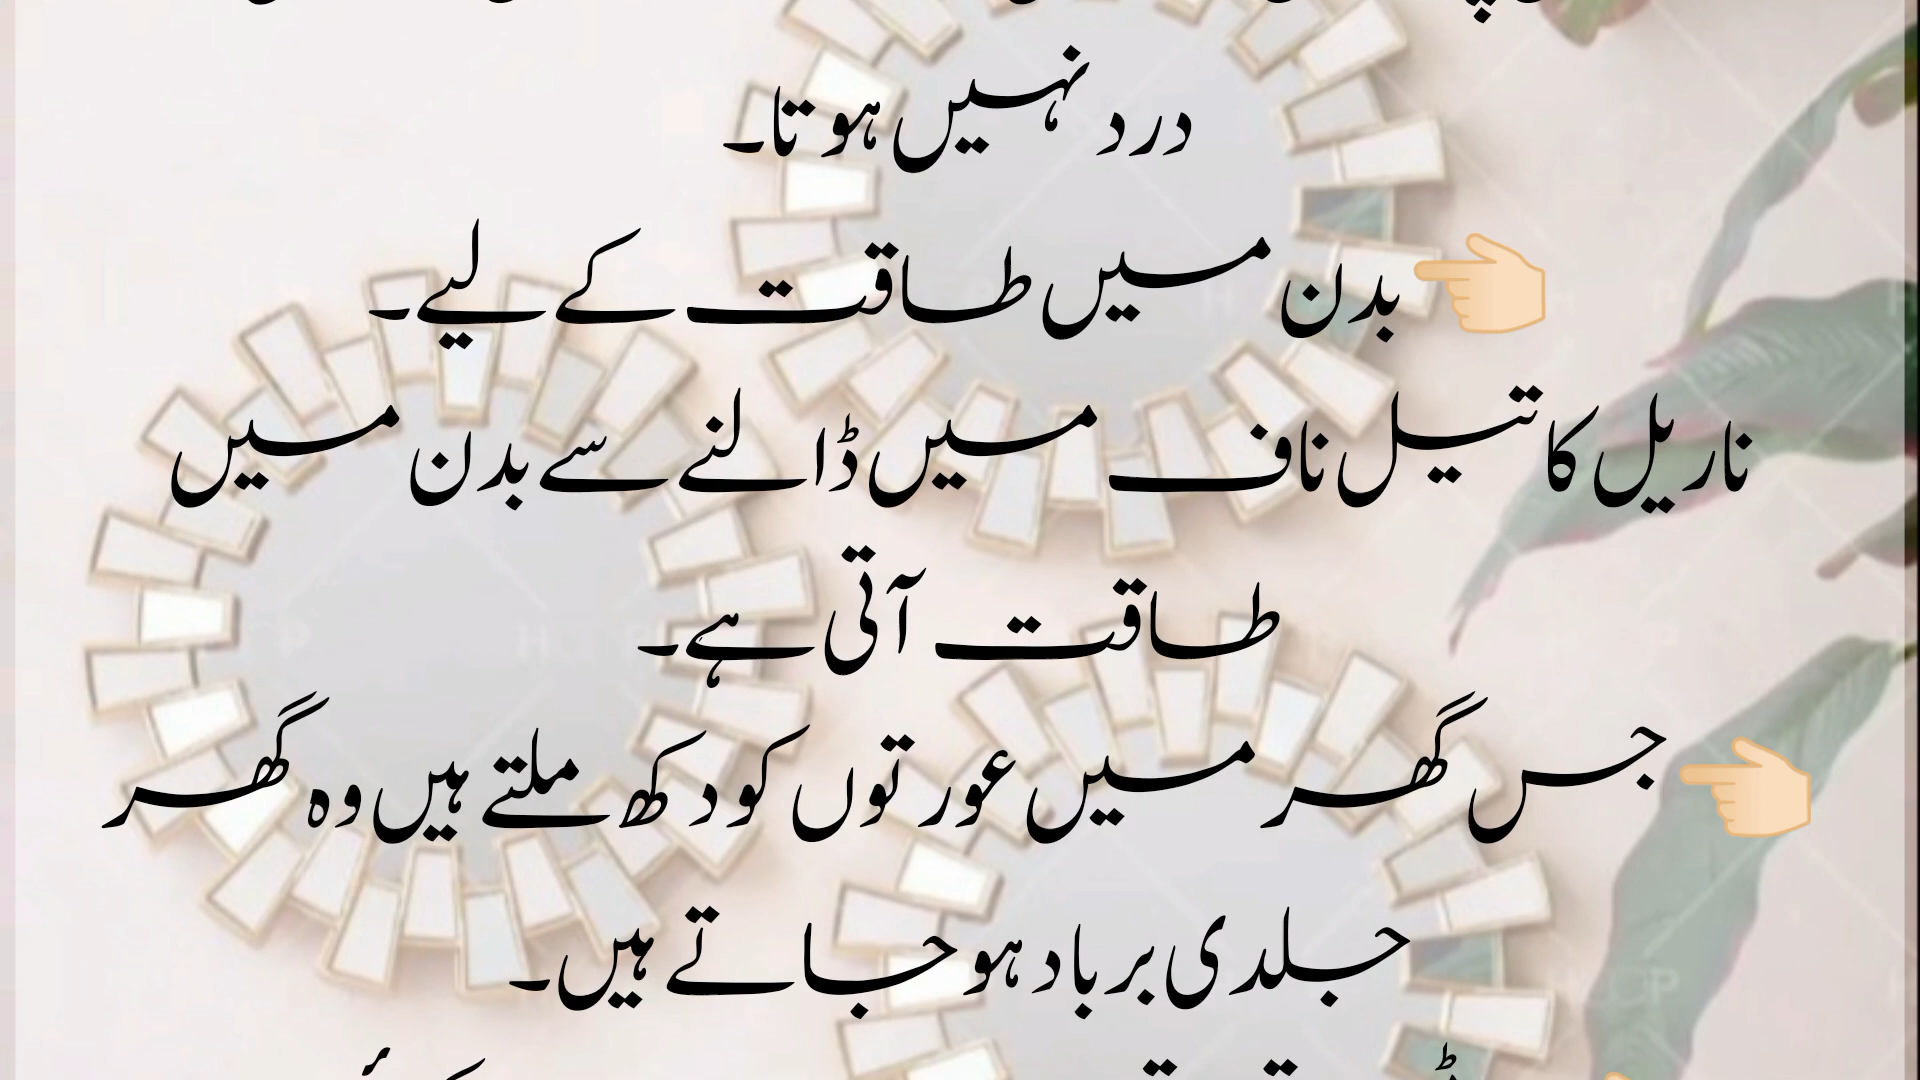 درد نہیں ہوتا۔
👈🏻بدن میں طاقت کے لیے۔
ناریل کا تیل ناف میں ڈالنے سے بدن میں
طاقت آتی ہے۔
👈🏻جس گھر میں عورتوں کو دکھ ملتے ہیں وہ گھر
جلدی برباد ہو جاتے ہیں۔